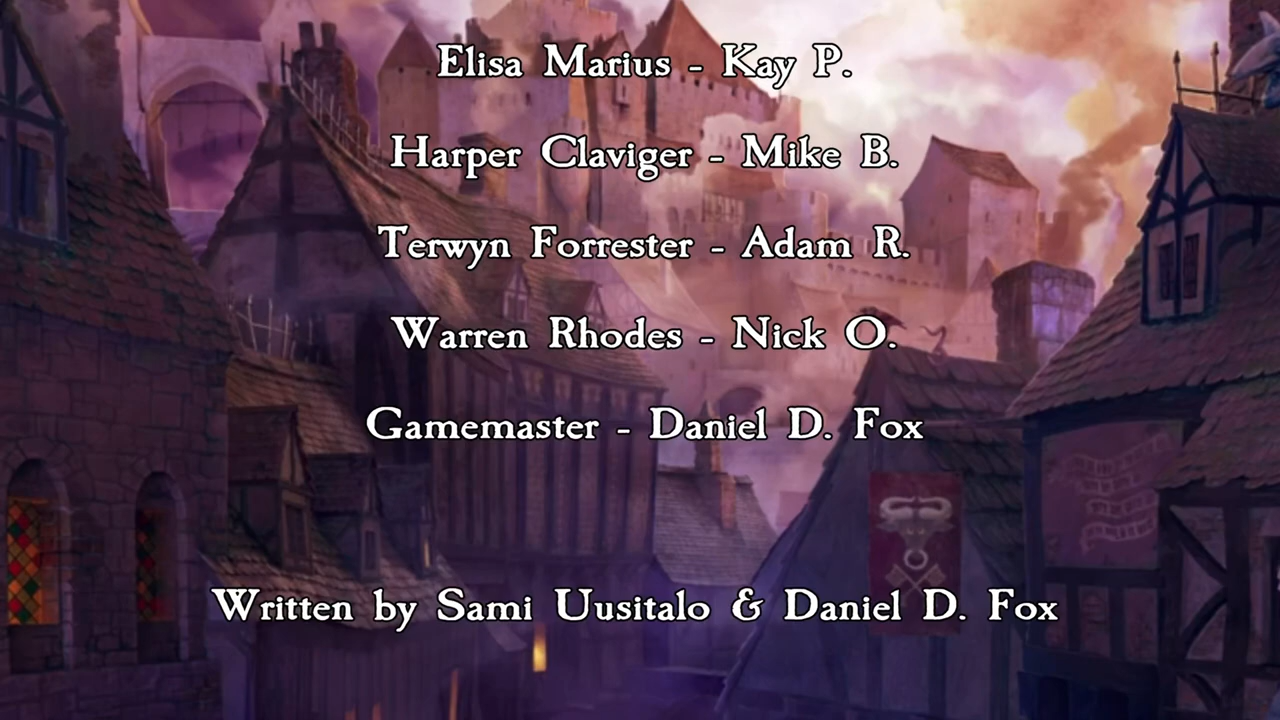 Elisa Marius - Kay P.
Harper Claviger - Mike B.
Terwyn Forrester - Adam R.
Warren Rhodes - Nick O.
Gamemaster - Daniel D. Fox
Written by Sami Uusitalo & Daniel D. Fox